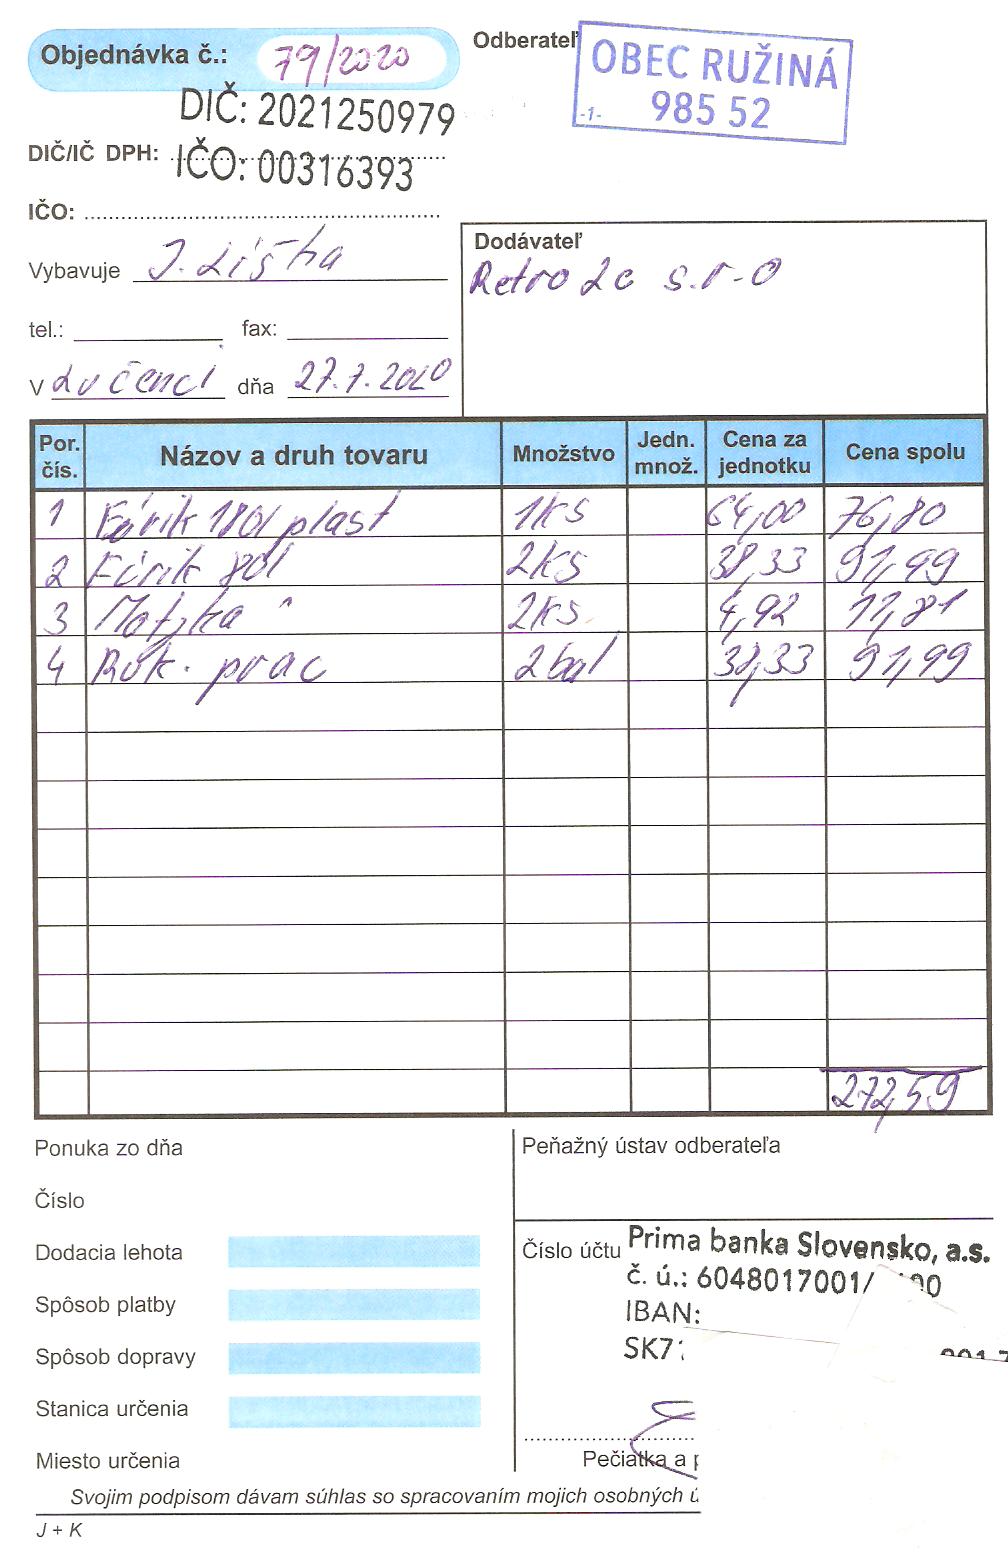 Objednávka č.: 79/2020
Odberateľ
OBEC RUŽINÁ
985 52
-1-
DIČ: 2021250979
DIČ/IČ DPH:
IČO: 00316393
IČO:
Vybavuje J. Líška
Dodávateľ
Retro 2c s.r-o
tel.: fax:
V Lučenci dňa 27.7.2020
Por. čís. Názov a druh tovaru Množstvo Jedn. množ. Cena za jednotku Cena spolu
1 Fúrik 180l plast 1ks 64,00 76,80
2 Fúrik 80l 2ks 38,33 91,99
3 Motyka 2ks 4,92 11,81
4 Ruk. prac 2bal 38,33 91,99
272,59
Ponuka zo dňa
Peňažný ústav odberateľa
Číslo
Dodacia lehota
Číslo účtu Prima banka Slovensko, a.s.
č. ú.: 6048017001/
Spôsob platby
IBAN:
Spôsob dopravy
SK7
Stanica určenia
Miesto určenia
Pečiatka a
Svojim podpisom dávam súhlas so spracovaním mojich osobných
J + K